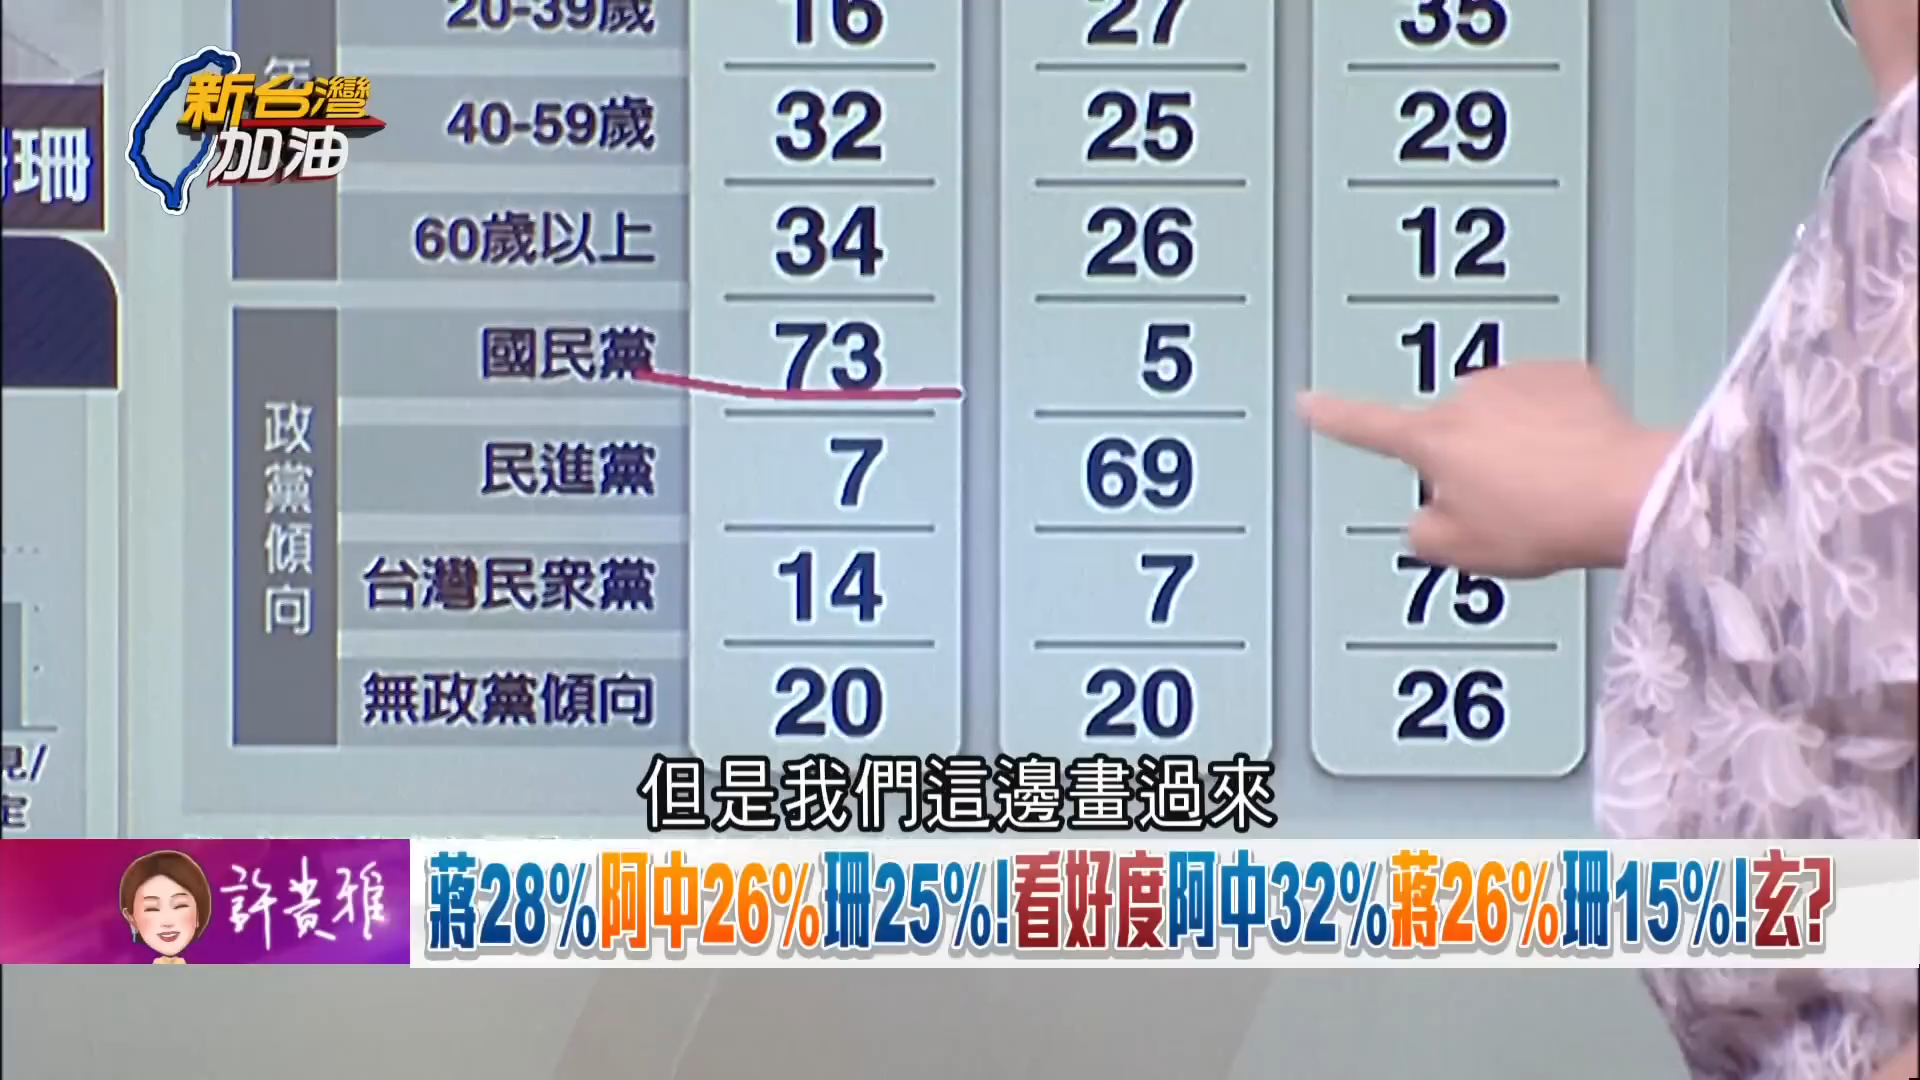 新台灣
加油
珊
20-39歲 16 27 35
40-59歲 32 25 29
60歲以上 34 26 12
政黨傾向
國民黨 73 5 14
民進黨 7 69
台灣民眾黨 14 7 75
無政黨傾向 20 20 26
但是我們這邊畫過來
許貴雅
蔣28%阿中26%珊25%!看好度阿中32%蔣26%珊15%!玄?